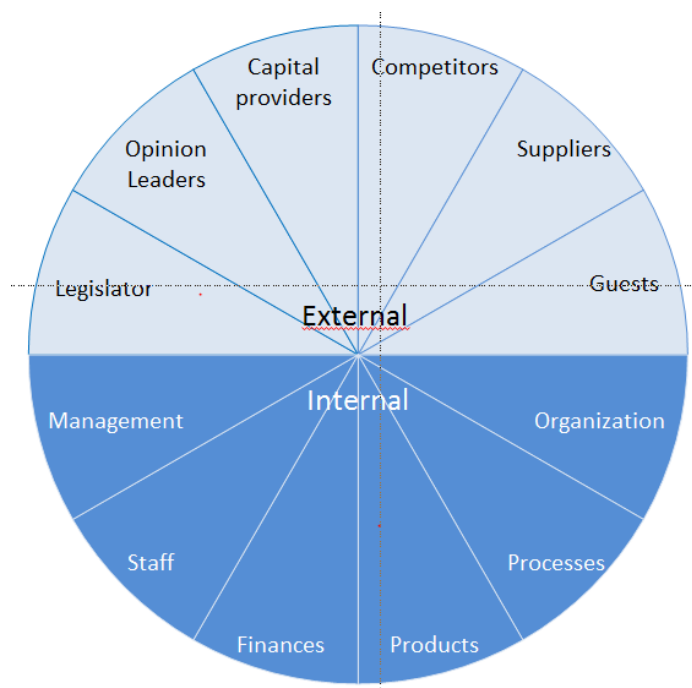 Capital
providers
Competitors
Opinion
Leaders
Suppliers
Legislator
Guests
External
Internal
Management
Organization
Staff
Processes
Finances
Products